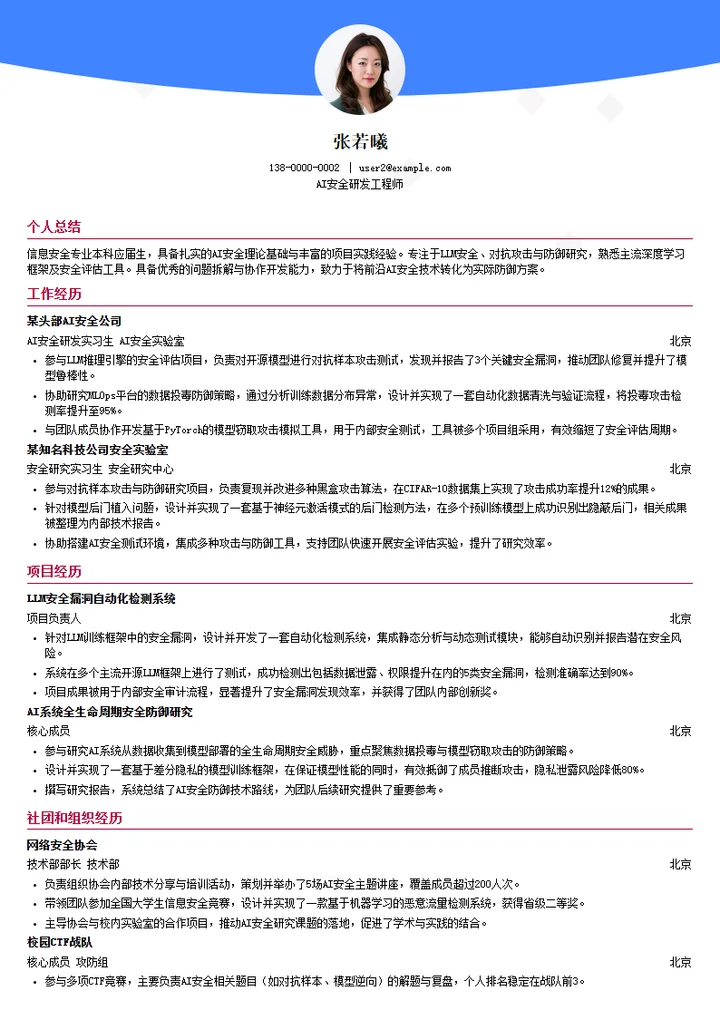 张若曦
138-0000-0002 | user2@example.com
AI安全研发工程师
个人总结
信息安全专业本科应届生，具备扎实的AI安全理论基础与丰富的项目实践经验。专注于LLM安全、对抗攻击与防御研究，熟悉主流深度学习
框架及安全评估工具。具备优秀的问题拆解与协作开发能力，致力于将前沿AI安全技术转化为实际防御方案。
工作经历
某头部AI安全公司
AI安全研发实习生 AI安全实验室 北京
• 参与LLM推理引擎的安全评估项目，负责对开源模型进行对抗样本攻击测试，发现并报告了3个关键安全漏洞，推动团队修复并提升了模
型鲁棒性。
• 协助研究MLOps平台的数据投毒防御策略，通过分析训练数据分布异常，设计并实现了一套自动化数据清洗与验证流程，将投毒攻击检
测率提升至95%。
• 与团队成员协作开发基于PyTorch的模型窃取攻击模拟工具，用于内部安全测试，工具被多个项目组采用，有效缩短了安全评估周期。
某知名科技公司安全实验室
安全研究实习生 安全研究中心 北京
• 参与对抗样本攻击与防御研究项目，负责复现并改进多种黑盒攻击算法，在CIFAR-10数据集上实现了攻击成功率提升12%的成果。
• 针对模型后门植入问题，设计并实现了一套基于神经元激活模式的后门检测方法，在多个预训练模型上成功识别出隐蔽后门，相关成果
被整理为内部技术报告。
• 协助搭建AI安全测试环境，集成多种攻击与防御工具，支持团队快速开展安全评估实验，提升了研究效率。
项目经历
LLM安全漏洞自动化检测系统
项目负责人 北京
• 针对LLM训练框架中的安全漏洞，设计并开发了一套自动化检测系统，集成静态分析与动态测试模块，能够自动识别并报告潜在安全风
险。
• 系统在多个主流开源LLM框架上进行了测试，成功检测出包括数据泄露、权限提升在内的5类安全漏洞，检测准确率达到90%。
• 项目成果被用于内部安全审计流程，显著提升了安全漏洞发现效率，并获得了团队内部创新奖。
AI系统全生命周期安全防御研究
核心成员 北京
• 参与研究AI系统从数据收集到模型部署的全生命周期安全威胁，重点聚焦数据投毒与模型窃取攻击的防御策略。
• 设计并实现了一套基于差分隐私的模型训练框架，在保证模型性能的同时，有效抵御了成员推断攻击，隐私泄露风险降低80%。
• 撰写研究报告，系统总结了AI安全防御技术路线，为团队后续研究提供了重要参考。
社团和组织经历
网络安全协会
技术部部长 技术部 北京
• 负责组织协会内部技术分享与培训活动，策划并举办了5场AI安全主题讲座，覆盖成员超过200人次。
• 带领团队参加全国大学生信息安全竞赛，设计并实现了一款基于机器学习的恶意流量检测系统，获得省级二等奖。
• 主导协会与校内实验室的合作项目，推动AI安全研究课题的落地，促进了学术与实践的结合。
校园CTF战队
核心成员 攻防组 北京
• 参与多项CTF竞赛，主要负责AI安全相关题目（如对抗样本、模型逆向）的解题与复盘，个人排名稳定在战队前3。